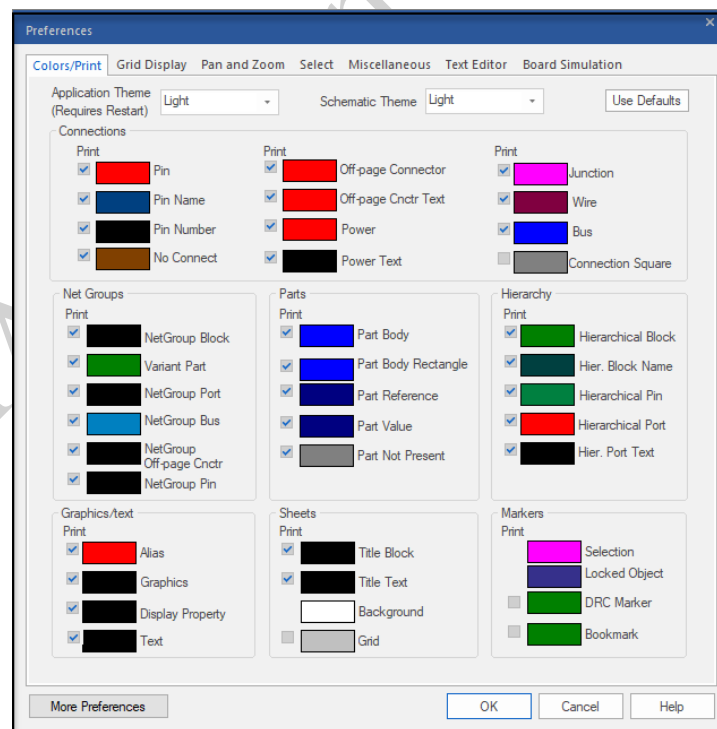 Preferences
Colors/Print Grid Display Pan and Zoom Select Miscellaneous Text Editor Board Simulation
Application Theme
(Requires Restart)
Light
Schematic Theme
Light
Use Defaults
Connections
Print
Pin
Pin Name
Pin Number
No Connect
Print
Off-page Connector
Off-page Cnctr Text
Power
Power Text
Print
Junction
Wire
Bus
Connection Square
Net Groups
Print
NetGroup Block
Variant Part
NetGroup Port
NetGroup Bus
NetGroup
Off-page Cnctr
NetGroup Pin
Parts
Print
Part Body
Part Body Rectangle
Part Reference
Part Value
Part Not Present
Hierarchy
Print
Hierarchical Block
Hier. Block Name
Hierarchical Pin
Hierarchical Port
Hier. Port Text
Graphics/text
Print
Alias
Graphics
Display Property
Text
Sheets
Print
Title Block
Title Text
Background
Grid
Markers
Print
Selection
Locked Object
DRC Marker
Bookmark
More Preferences
OK
Cancel
Help